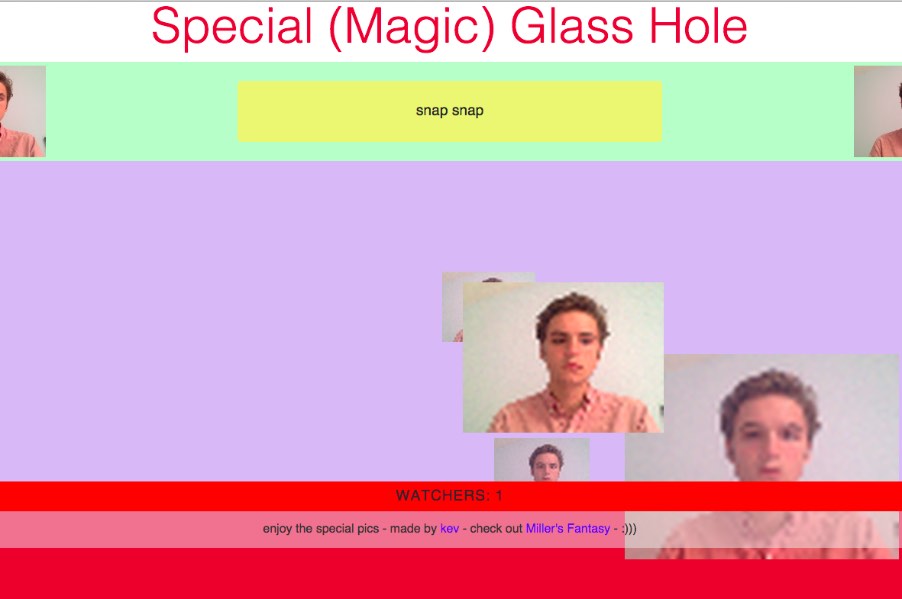 Special (Magic) Glass Hole
snap snap
WATCHERS: 1
enjoy the special pics - made by kev - check out Miller's Fantasy - :)))